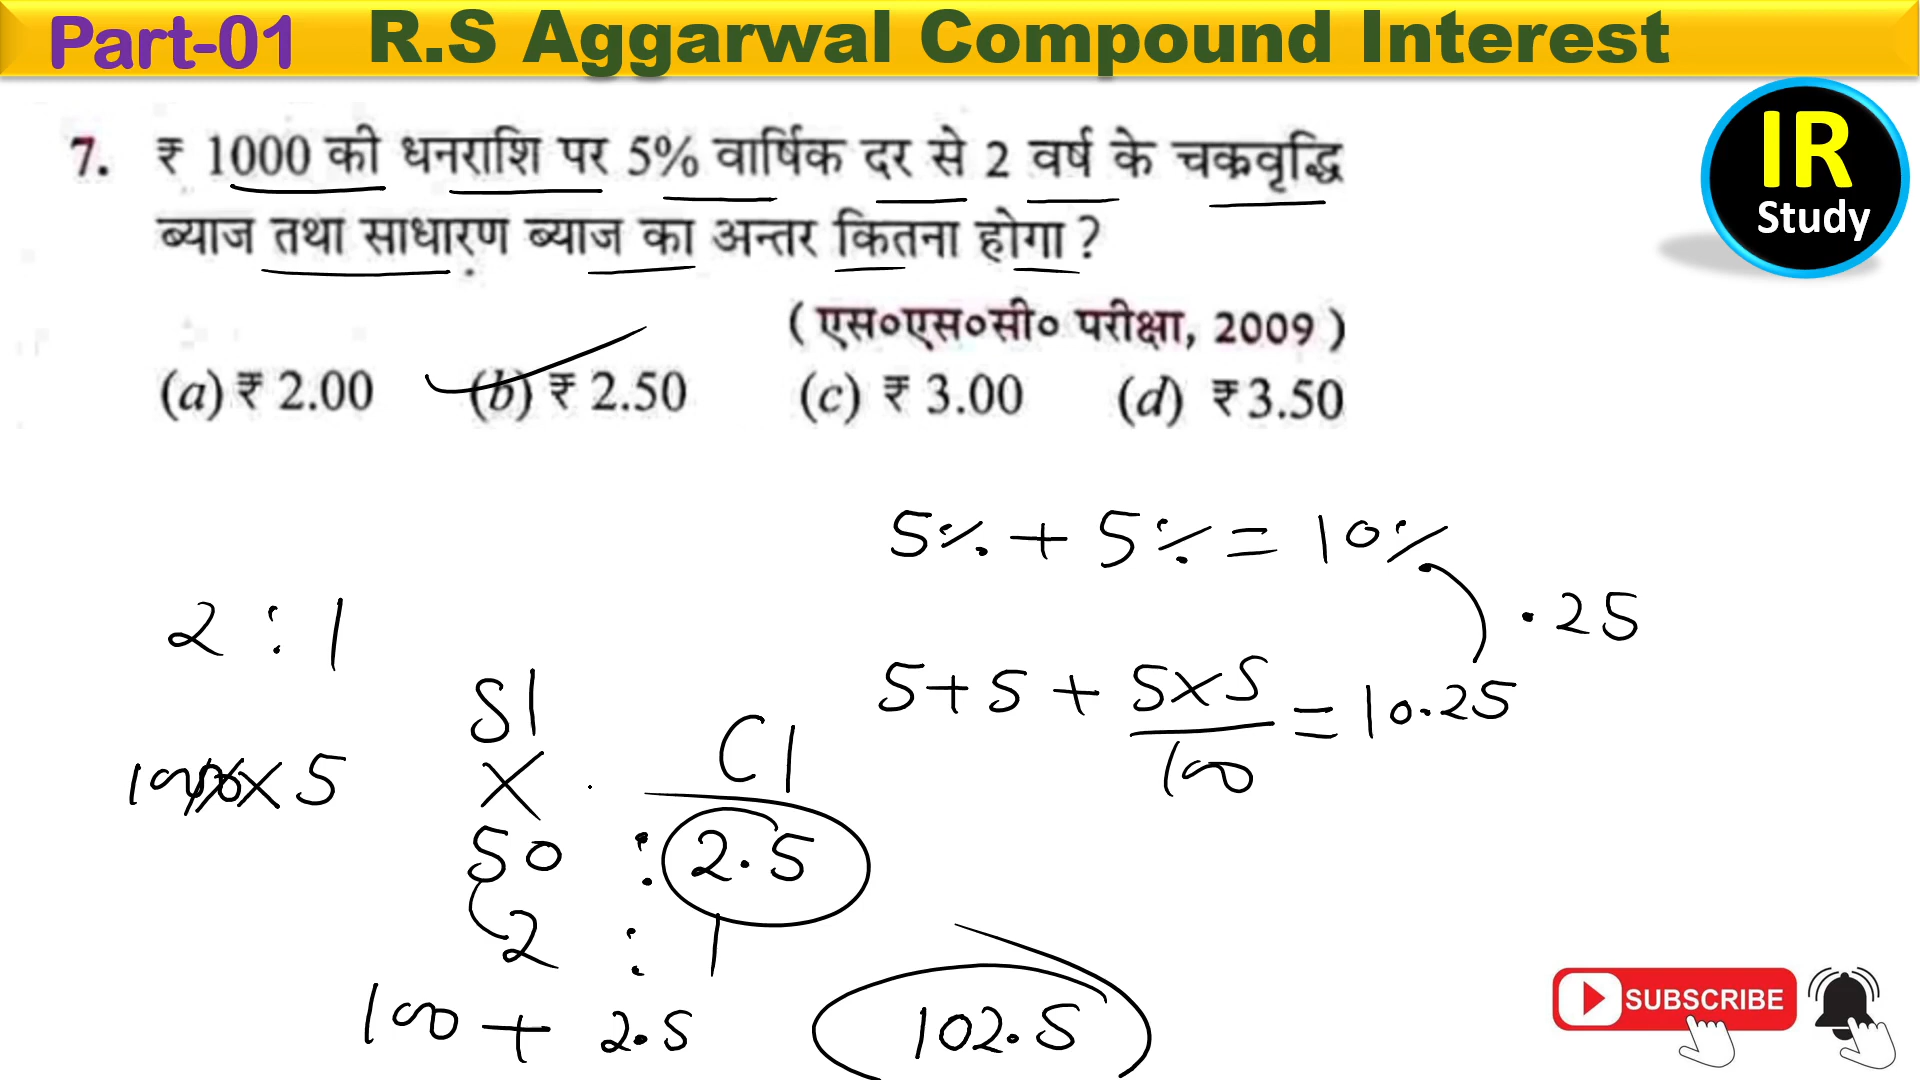 Part-01 R.S Aggarwal Compound Interest
IR
Study
7. ₹ 1000 की धनराशि पर 5% वार्षिक दर से 2 वर्ष के चक्रवृद्धि
ब्याज तथा साधारण ब्याज का अन्तर कितना होगा ?
( एस०एस०सी० परीक्षा, 2009 )
(a) ₹ 2.00 (b) ₹ 2.50 (c) ₹ 3.00 (d) ₹ 3.50
5% + 5% = 10%
.25
5+5 + 5×5/100 = 10.25
2 : 1
SI CI
×5
50 : 2.5
2 : 1
100 + 2.5 102.5
SUBSCRIBE